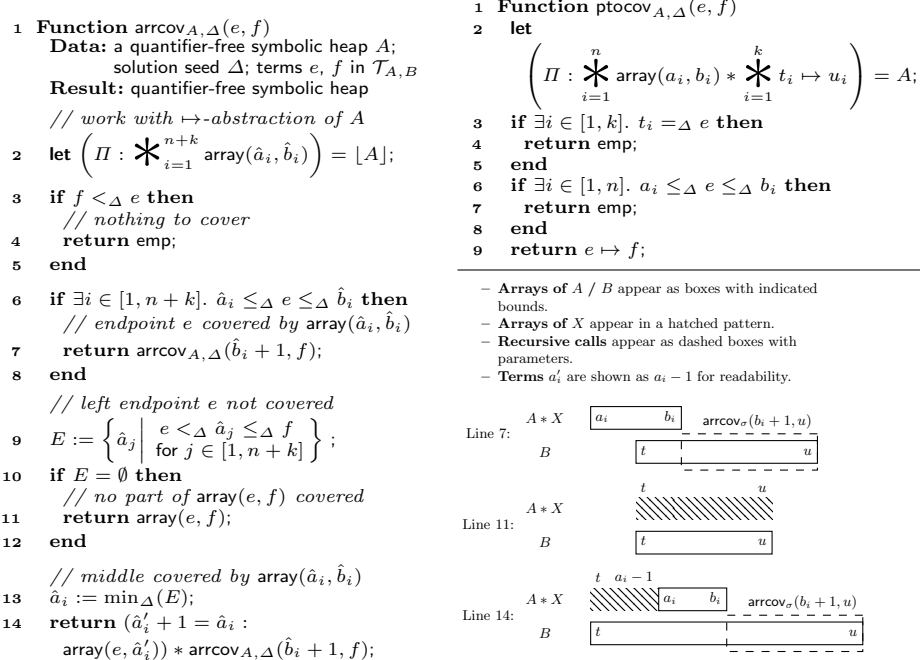 1 Function arrcov_{A,Δ}(e, f)
Data: a quantifier-free symbolic heap A;
solution seed Δ; terms e, f in 𝒯_{A,B}
Result: quantifier-free symbolic heap
// work with ↦-abstraction of A
2 let (Π : ✱_{i=1}^{n+k} array(â_i, b̂_i)) = ⌊A⌋;
3 if f <_Δ e then
// nothing to cover
4 return emp;
5 end
6 if ∃i ∈ [1, n + k]. â_i ≤_Δ e ≤_Δ b̂_i then
// endpoint e covered by array(â_i, b̂_i)
7 return arrcov_{A,Δ}(b̂_i + 1, f);
8 end
// left endpoint e not covered
9 E := { â_j | e <_Δ â_j ≤_Δ f
for j ∈ [1, n + k] } ;
10 if E = ∅ then
// no part of array(e, f) covered
11 return array(e, f);
12 end
// middle covered by array(â_i, b̂_i)
13 â_i := min_Δ(E);
14 return (â′_i + 1 = â_i :
array(e, â′_i)) ∗ arrcov_{A,Δ}(b̂_i + 1, f);
1 Function ptocov_{A,Δ}(e, f)
2 let
(Π : ✱_{i=1}^{n} array(a_i, b_i) ∗ ✱_{i=1}^{k} t_i ↦ u_i) = A;
3 if ∃i ∈ [1, k]. t_i =_Δ e then
4 return emp;
5 end
6 if ∃i ∈ [1, n]. a_i ≤_Δ e ≤_Δ b_i then
7 return emp;
8 end
9 return e ↦ f;
– Arrays of A / B appear as boxes with indicated
bounds.
– Arrays of X appear in a hatched pattern.
– Recursive calls appear as dashed boxes with
parameters.
– Terms a′_i are shown as a_i − 1 for readability.
Line 7:
A ∗ X a_i b_i arrcov_σ(b_i + 1, u)
B t u
Line 11:
t u
A ∗ X
B t u
Line 14:
t a_i − 1
A ∗ X a_i b_i arrcov_σ(b_i + 1, u)
B t u